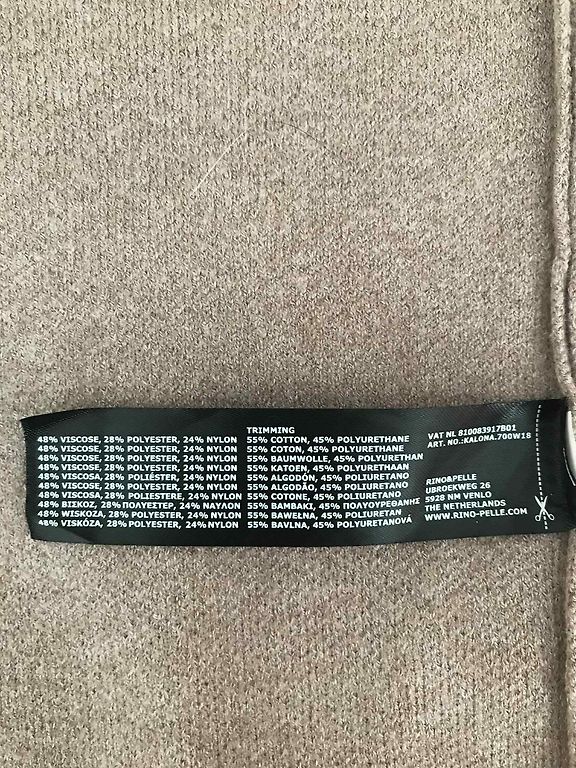 TRIMMING
48% VISCOSE, 28% POLYESTER, 24% NYLON 55% COTTON, 45% POLYURETHANE
48% VISCOSE, 28% POLYESTER, 24% NYLON 55% COTON, 45% POLYURETHANE
48% VISCOSE, 28% POLYESTER, 24% NYLON 55% BAUMWOLLE, 45% POLYURETHAN
48% VISCOSE, 28% POLYESTER, 24% NYLON 55% KATOEN, 45% POLYURETHAAN
48% VISCOSA, 28% POLIÉSTER, 24% NYLON 55% ALGODÓN, 45% POLIURETANO
48% VISCOSE, 28% POLYESTER, 24% NYLON 55% ALGODÃO, 45% POLIURETANO
48% VISCOSA, 28% POLIESTERE, 24% NYLON 55% COTONE, 45% POLIURETANO
48% ΒΙΣΚΟΖ, 28% ΠΟΛΥΕΣΤΕΡ, 24% ΝΑΥΛΟΝ 55% ΒΑΜΒΑΚΙ, 45% ΠΟΛΥΟΥΡΕΘΑΝΗΣ
48% WISKOZA, 28% POLYESTER, 24% NYLON 55% BAWEŁNA, 45% POLIURETAN
48% VISKÓZA, 28% POLYESTER, 24% NYLON 55% BAVLNA, 45% POLYURETANOVÁ
VAT NL 810083917B01
ART. NO.:KALONA.700W18
RINO&PELLE
UBROEKWEG 26
5928 NM VENLO
THE NETHERLANDS
WWW.RINO-PELLE.COM